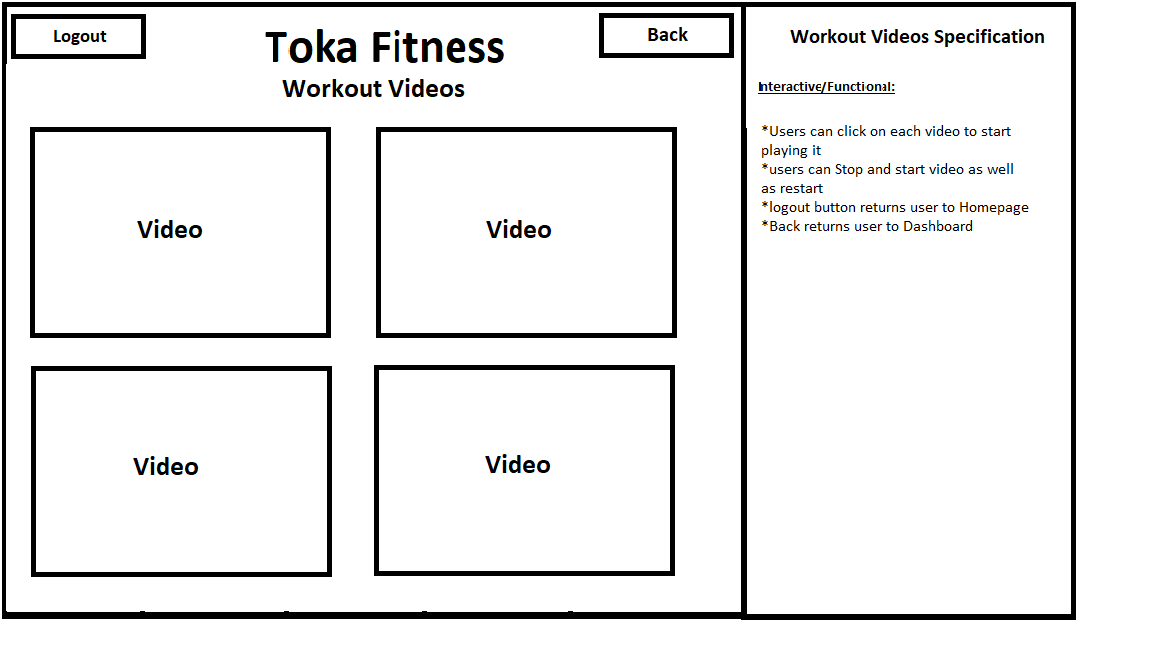 Logout
Toka Fitness
Back
Workout Videos
Video
Video
Video
Video
Workout Videos Specification
Interactive/Functional:
*Users can click on each video to start
playing it
*users can Stop and start video as well
as restart
*logout button returns user to Homepage
*Back returns user to Dashboard